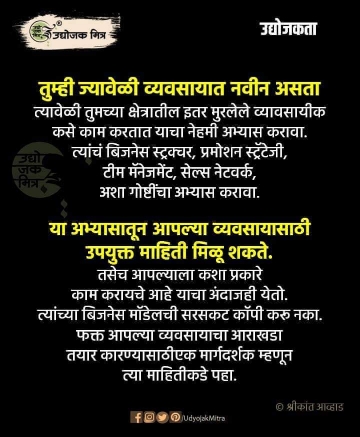 उद्योजक मित्र
उद्योजकता
तुम्ही ज्यावेळी व्यवसायात नवीन असता
त्यावेळी तुमच्या क्षेत्रातील इतर मुरलेले व्यावसायीक
कसे काम करतात याचा नेहमी अभ्यास करावा.
त्यांचं बिजनेस स्ट्रक्चर, प्रमोशन स्ट्रॅटेजी,
टीम मॅनेजमेंट, सेल्स नेटवर्क,
अशा गोष्टींचा अभ्यास करावा.
उद्यो
जक
मित्र
या अभ्यासातून आपल्या व्यवसायासाठी
उपयुक्त माहिती मिळू शकते.
तसेच आपल्याला कशा प्रकारे
काम करायचे आहे याचा अंदाजही येतो.
त्यांच्या बिजनेस मॉडेलची सरसकट कॉपी करू नका.
फक्त आपल्या व्यवसायाचा आराखडा
तयार कारण्यासाठीएक मार्गदर्शक म्हणून
त्या माहितीकडे पहा.
© श्रीकांत आव्हाड
/UdyojakMitra